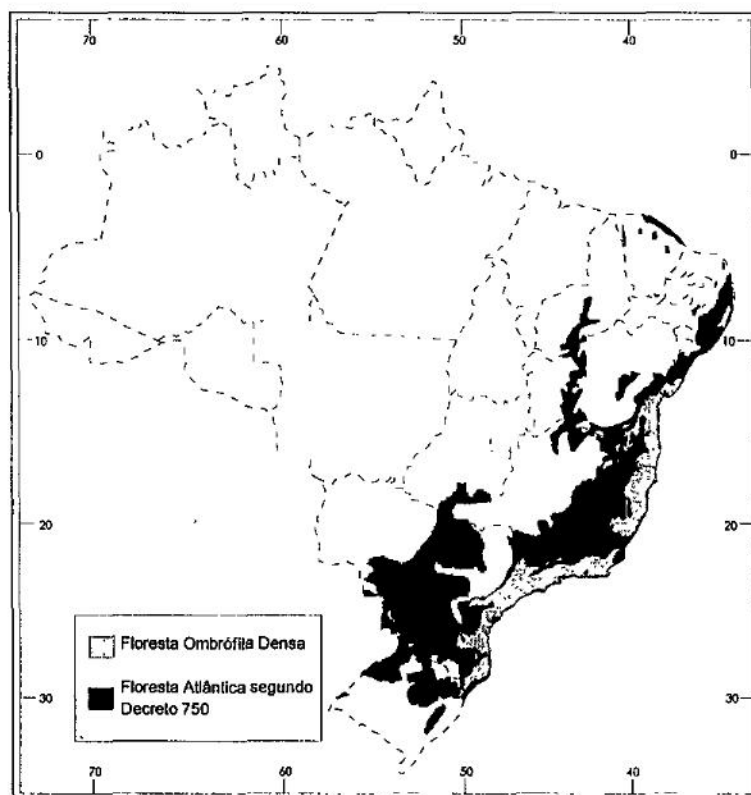 70 60 50 40
0 0
10 10
20 20
Floresta Ombrófila Densa
Floresta Atlântica segundo
Decreto 750
30 30
70 60 50 40